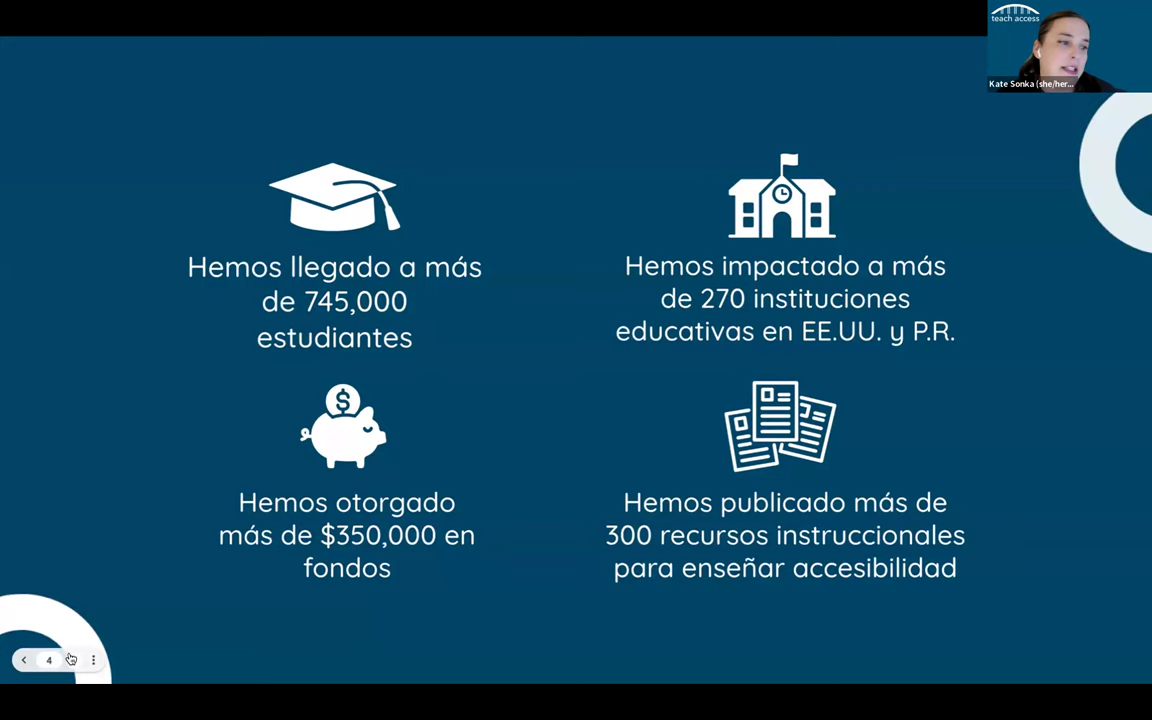 teach access
Kate Sonka (she/her...
Hemos llegado a más
de 745,000
estudiantes
Hemos impactado a más
de 270 instituciones
educativas en EE.UU. y P.R.
$
Hemos otorgado
más de $350,000 en
fondos
Hemos publicado más de
300 recursos instruccionales
para enseñar accesibilidad
4